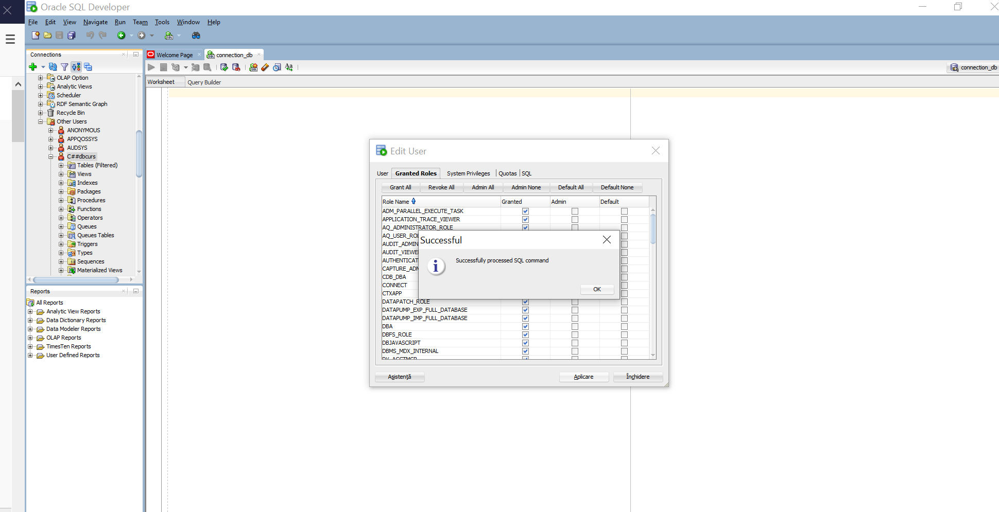 Oracle SQL Developer
File Edit View Navigate Run Team Tools Window Help
Connections
OLAP Option
Analytic Views
Scheduler
RDF Semantic Graph
Recycle Bin
Other Users
ANONYMOUS
APPQOSSYS
AUDSYS
C##dbcurs
Tables (Filtered)
Views
Indexes
Packages
Procedures
Functions
Operators
Queues
Queues Tables
Triggers
Types
Sequences
Materialized Views
Reports
All Reports
Analytic View Reports
Data Dictionary Reports
Data Modeler Reports
OLAP Reports
TimesTen Reports
User Defined Reports
Welcome Page
connection_db
connection_db
Worksheet Query Builder
Edit User
User Granted Roles System Privileges Quotas SQL
Grant All Revoke All Admin All Admin None Default All Default None
Role Name Granted Admin Default
ADM_PARALLEL_EXECUTE_TASK
APPLICATION_TRACE_VIEWER
AQ_ADMINISTRATOR_ROLE
AQ_USER_ROL
AUDIT_ADMIN
AUDIT_VIEWE
AUTHENTICAT
CAPTURE_ADM
CDB_DBA
CONNECT
CTXAPP
DATAPATCH_ROLE
DATAPUMP_EXP_FULL_DATABASE
DATAPUMP_IMP_FULL_DATABASE
DBA
DBFS_ROLE
DBJAVASCRIPT
DBMS_MDX_INTERNAL
DV_ACCTMGR
Successful
Successfully processed SQL command
OK
Asistență Aplicare Închidere